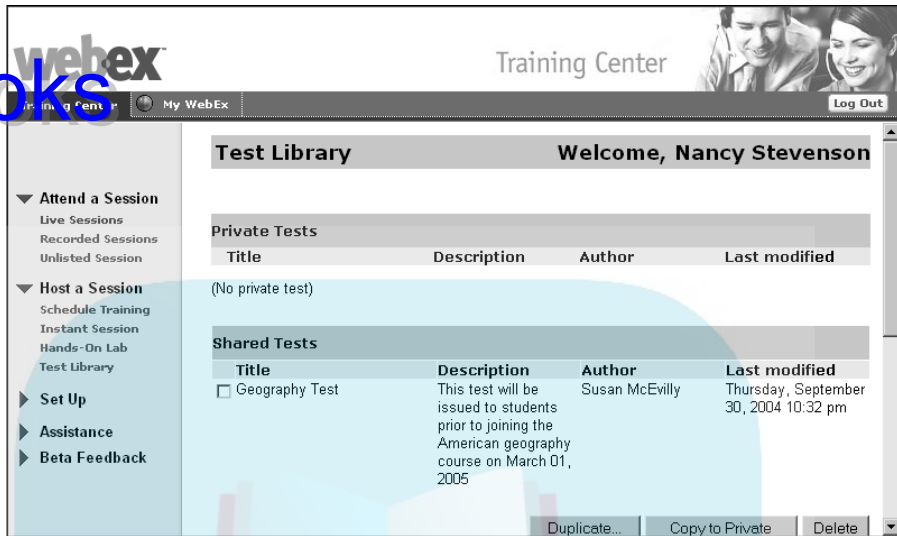 webex
Training Center
oks
Training Center My WebEx Log Out
Test Library Welcome, Nancy Stevenson
Attend a Session
Live Sessions
Recorded Sessions
Unlisted Session
Host a Session
Schedule Training
Instant Session
Hands-On Lab
Test Library
Set Up
Assistance
Beta Feedback
Private Tests
Title Description Author Last modified
(No private test)
Shared Tests
Title Description Author Last modified
Geography Test This test will be Susan McEvilly Thursday, September
issued to students 30, 2004 10:32 pm
prior to joining the
American geography
course on March 01,
2005
Duplicate... Copy to Private Delete